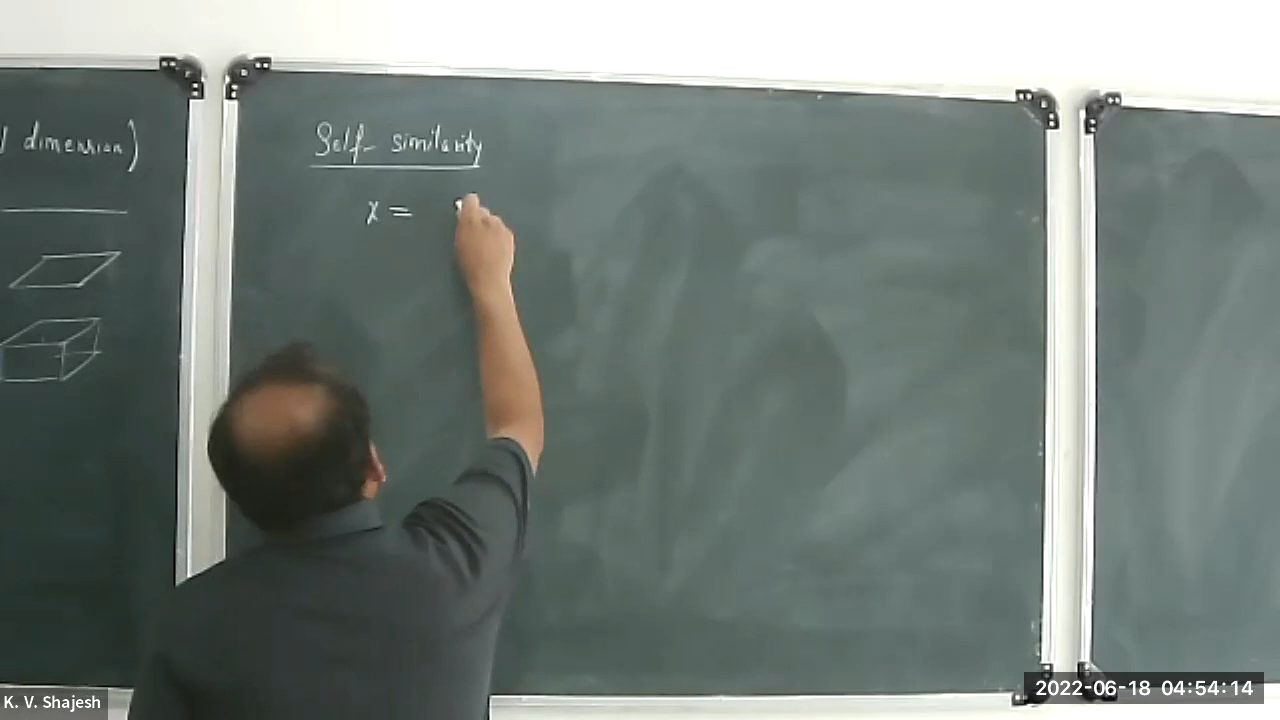 dimension)
Self-similarity
x =
K. V. Shajesh
2022-06-18 04:54:14